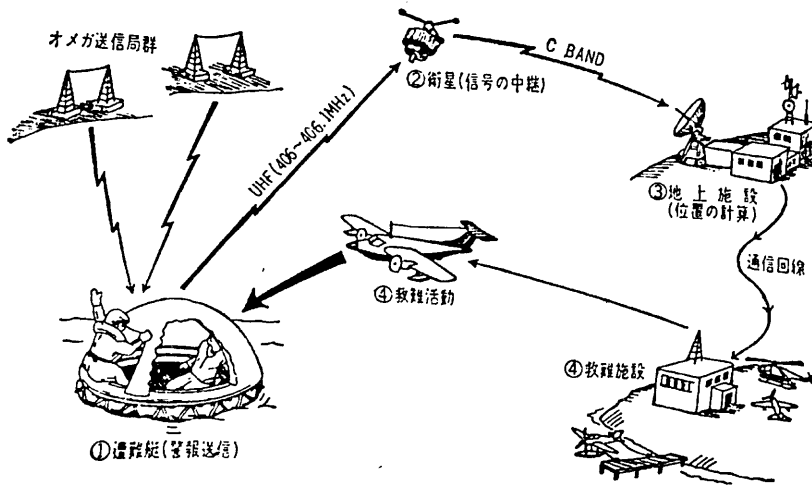 オメガ送信局群
C BAND
②衛星(信号の中継)
UHF(406~406.1MHz)
③地上施設
(位置の計算)
通信回線
④救難活動
④救難施設
①遭難艇(警報送信)